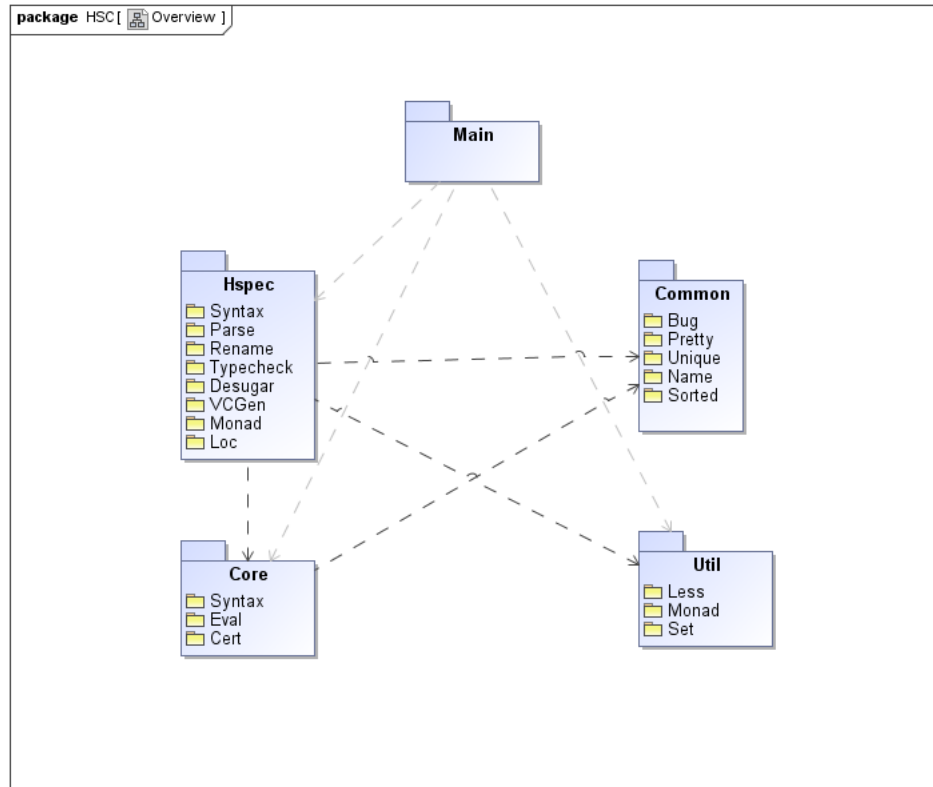 package HSC [ Overview ]
Main
Hspec
Syntax
Parse
Rename
Typecheck
Desugar
VCGen
Monad
Loc
Common
Bug
Pretty
Unique
Name
Sorted
Core
Syntax
Eval
Cert
Util
Less
Monad
Set